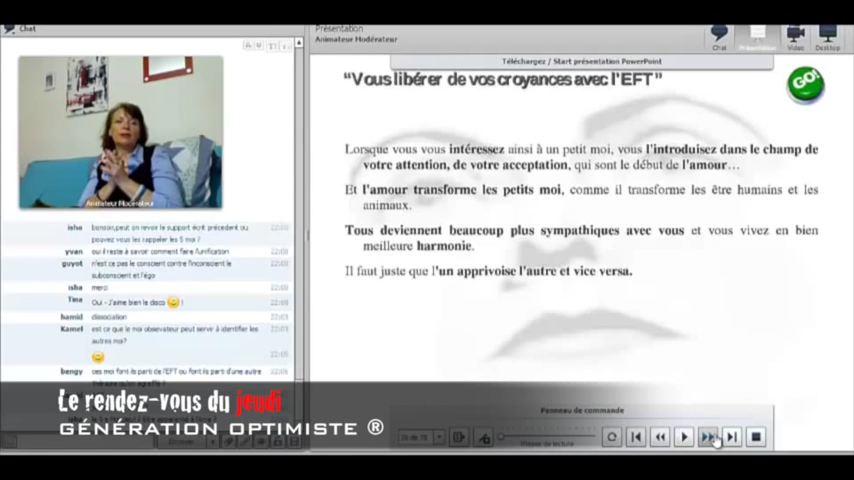 Chat
Présentation
Animateur Modérateur
Chat
Présentation
Video
Desktop
Téléchargez / Start présentation PowerPoint
"Vous libérer de vos croyances avec l'EFT"
GO!
Lorsque vous vous intéressez ainsi à un petit moi, vous l'introduisez dans le champ de
votre attention, de votre acceptation, qui sont le début de l'amour…
Et l'amour transforme les petits moi, comme il transforme les être humains et les
animaux.
Tous deviennent beaucoup plus sympathiques avec vous et vous vivez en bien
meilleure harmonie.
Il faut juste que l'un apprivoise l'autre et vice versa.
Animateur Modérateur
isha bonsoir,peut on revoir le support écrit précedent ou
pouvez vous les rappeler les 5 moi ?
yvan oui il reste à savoir comment faire l'unification
guyot n'est ce pas le conscient contre l'inconscient le
subconscient et l'égo
isha merci
Tina Oui - J'aime bien le disco !
hamid dissociation
Kamel est ce que le moi observateur peut servir à identifier les
autres moi?
bengy ces moi font ils parti de l'EFT ou font ils parti d'une autre
Le rendez-vous du jeudi
GÉNÉRATION OPTIMISTE ®
Panneau de commande
Vitesse de lecture